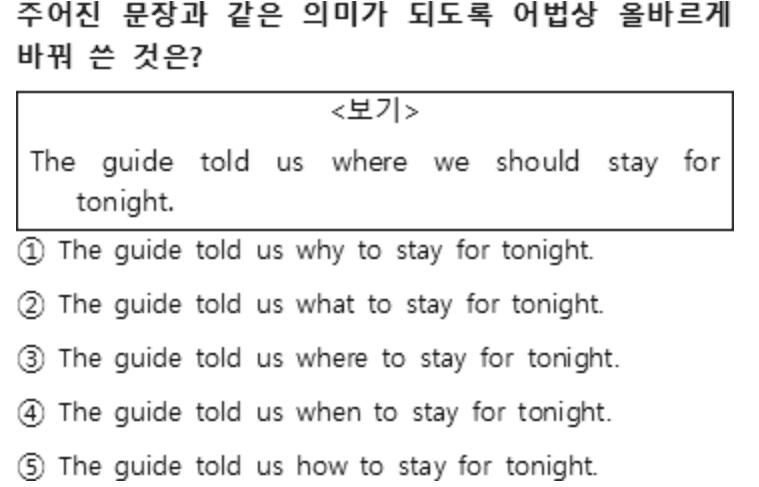 주어진 문장과 같은 의미가 되도록 어법상 올바르게
바꿔 쓴 것은?
<보기>
The guide told us where we should stay for
tonight.
① The guide told us why to stay for tonight.
② The guide told us what to stay for tonight.
③ The guide told us where to stay for tonight.
④ The guide told us when to stay for tonight.
⑤ The guide told us how to stay for tonight.